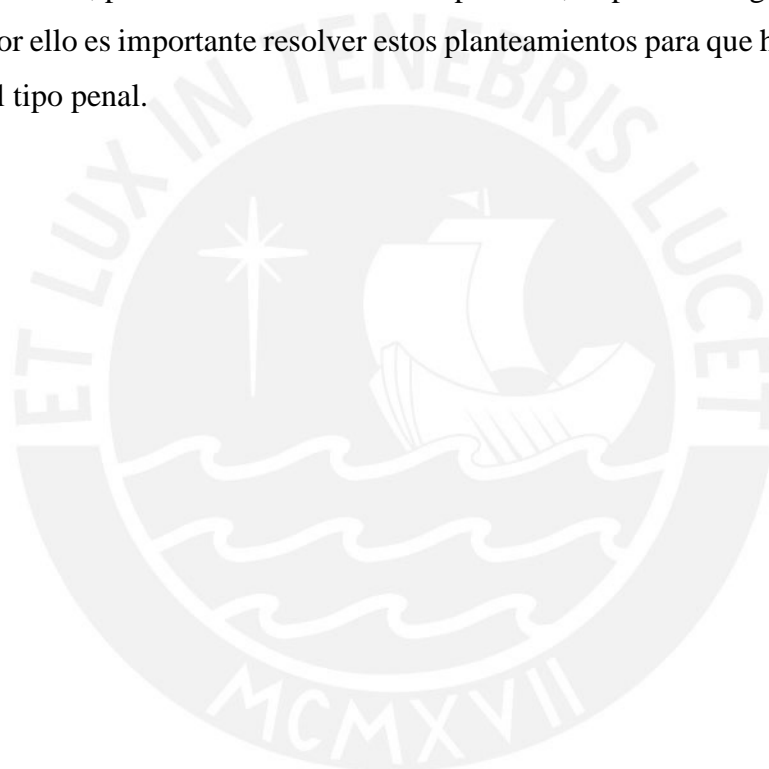 or ello es importante resolver estos planteamientos para que h
l tipo penal.
ET LUX IN TENEBRIS LUCET
MCMXVII